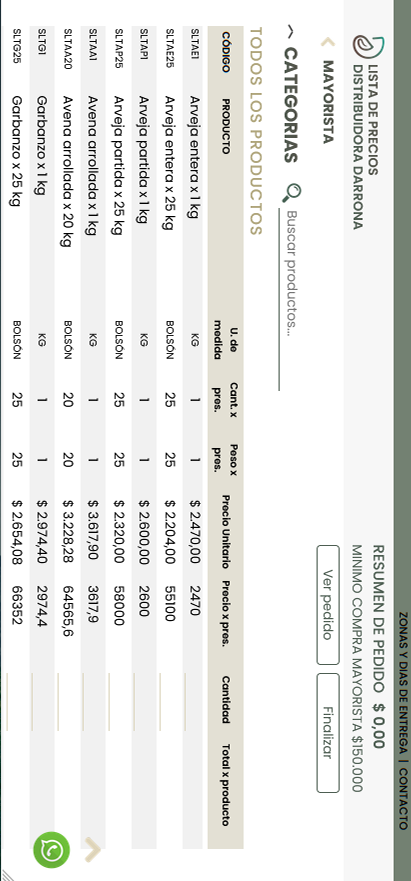 ZONAS Y DIAS DE ENTREGA | CONTACTO
LISTA DE PRECIOS
DISTRIBUIDORA DARRONA
RESUMEN DE PEDIDO $ 0,00
MINIMO COMPRA MAYORISTA $150.000
MAYORISTA
Ver pedido
Finalizar
CATEGORIAS
Buscar productos...
TODOS LOS PRODUCTOS
CÓDIGO PRODUCTO U. de medida Cant. x pres. Peso x pres. Precio Unitario Precio x pres. Cantidad Total x producto
SLTAE1 Arveja entera x 1 kg KG 1 1 $ 2.470,00 2470
SLTAE25 Arveja entera x 25 kg BOLSÓN 25 25 $ 2.204,00 55100
SLTAP1 Arveja partida x 1 kg KG 1 1 $ 2.600,00 2600
SLTAP25 Arveja partida x 25 kg BOLSÓN 25 25 $ 2.320,00 58000
SLTAA1 Avena arrollada x 1 kg KG 1 1 $ 3.617,90 3617,9
SLTAA20 Avena arrollada x 20 kg BOLSÓN 20 20 $ 3.228,28 64565,6
SLTG1 Garbanzo x 1 kg KG 1 1 $ 2.974,40 2974,4
SLTG25 Garbanzo x 25 kg BOLSÓN 25 25 $ 2.654,08 66352